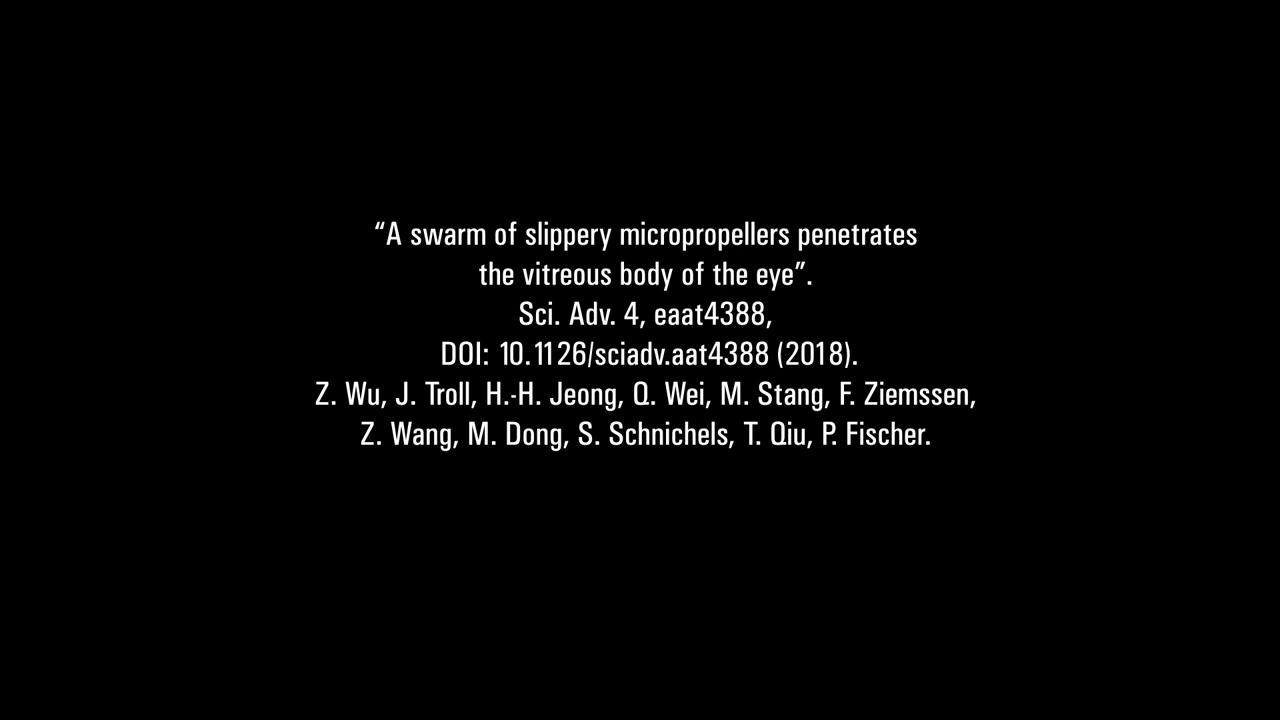 “A swarm of slippery micropropellers penetrates
the vitreous body of the eye”.
Sci. Adv. 4, eaat4388,
DOI: 10.1126/sciadv.aat4388 (2018).
Z. Wu, J. Troll, H.-H. Jeong, Q. Wei, M. Stang, F. Ziemssen,
Z. Wang, M. Dong, S. Schnichels, T. Qiu, P. Fischer.